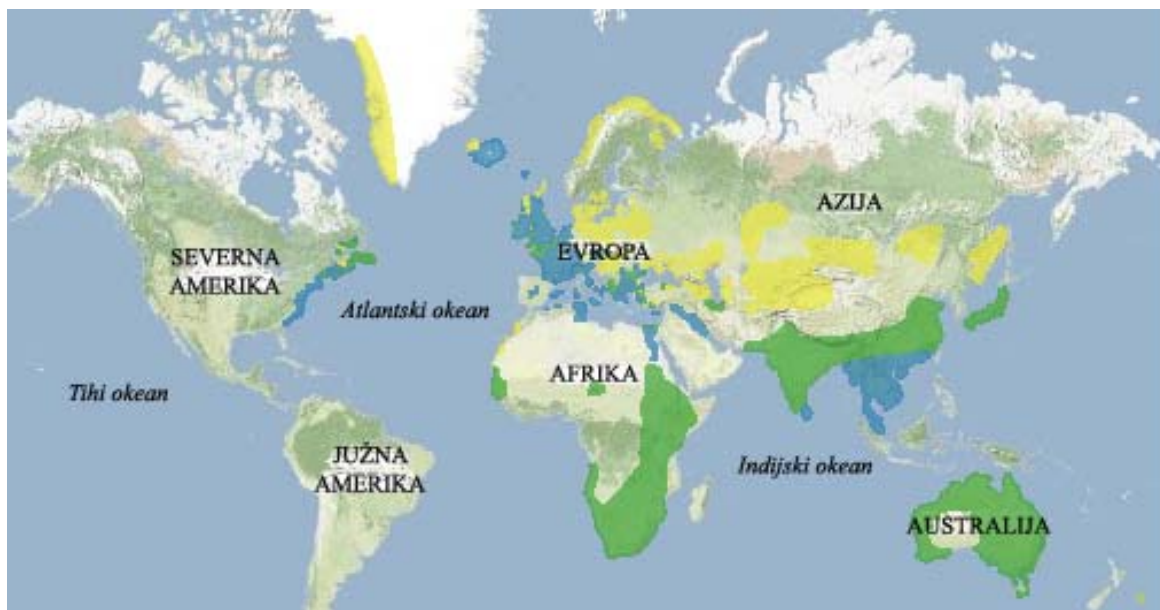 AZIJA
SEVERNA
AMERIKA
EVROPA
Atlantski okean
AFRIKA
Tihi okean
JUŽNA
AMERIKA
Indijski okean
AUSTRALIJA